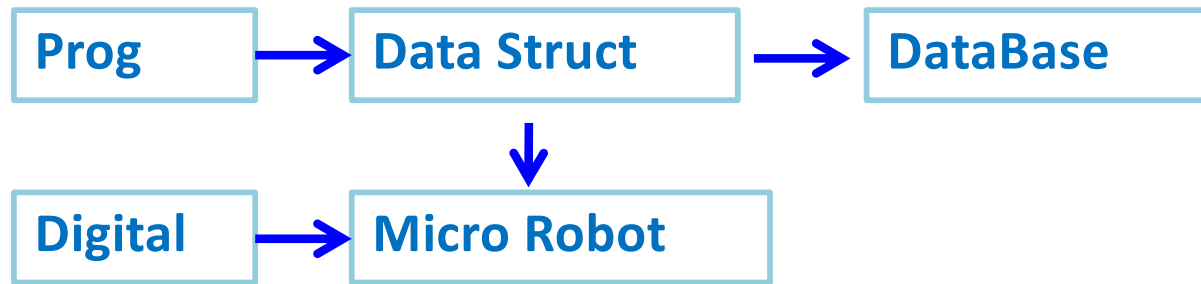 Prog
Data Struct
DataBase
Digital
Micro Robot